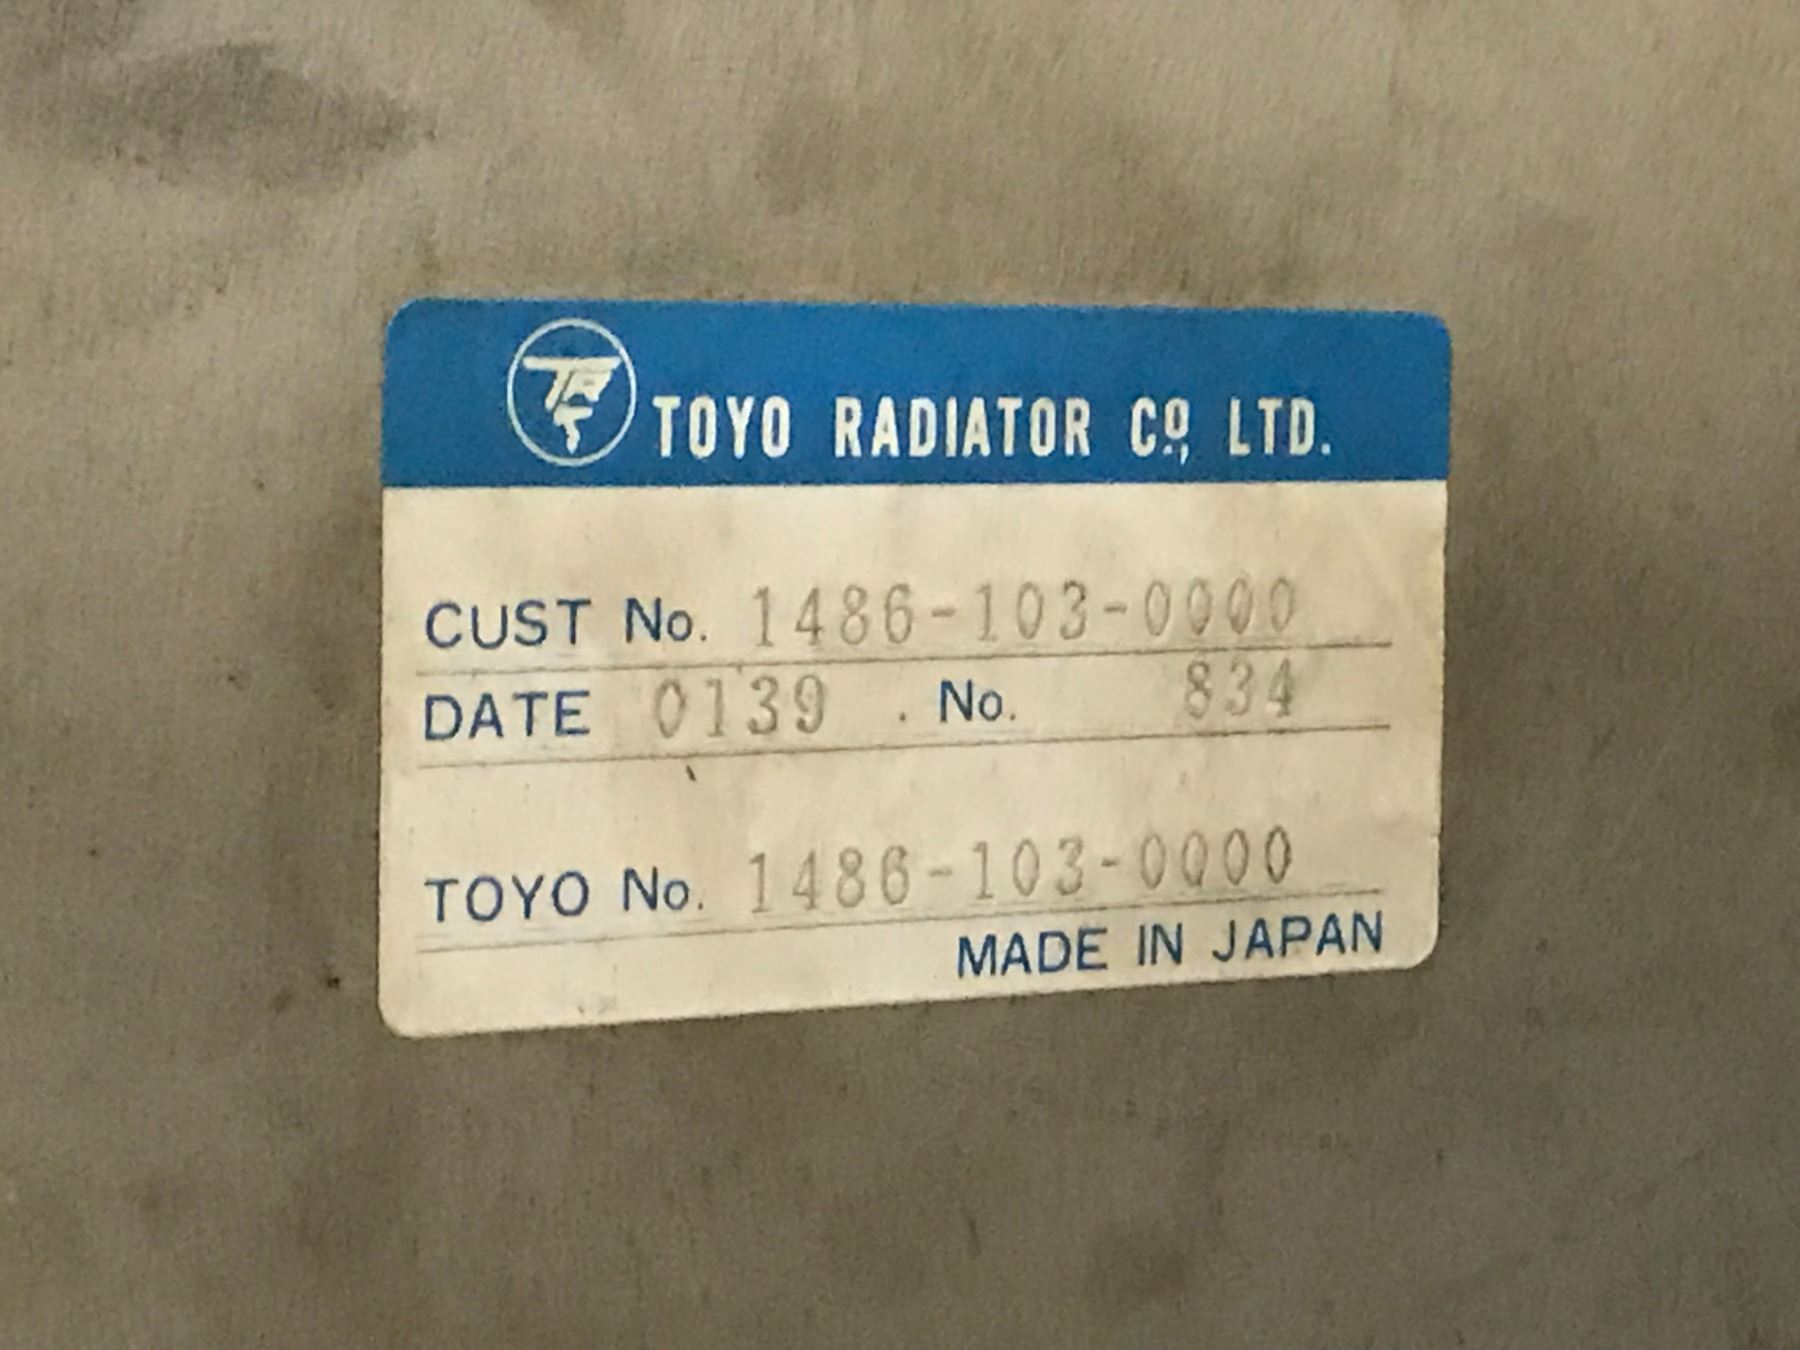 TOYO RADIATOR Co., LTD.
CUST No. 1486-103-0000
DATE 0139 . No. 834
TOYO No. 1486-103-0000
MADE IN JAPAN